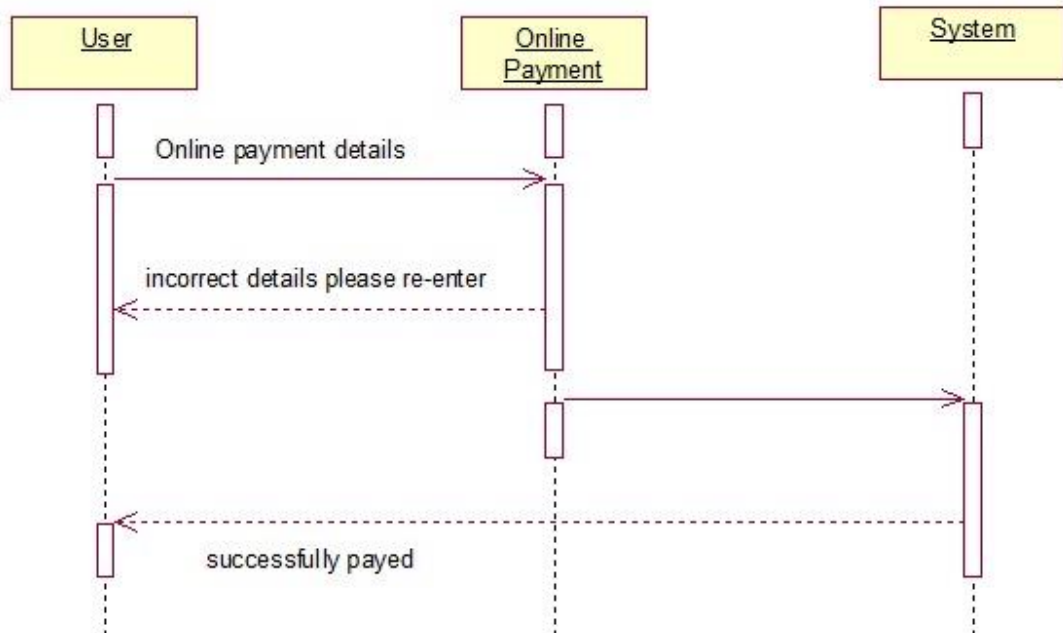 User
Online
Payment
System
Online payment details
incorrect details please re-enter
successfully payed